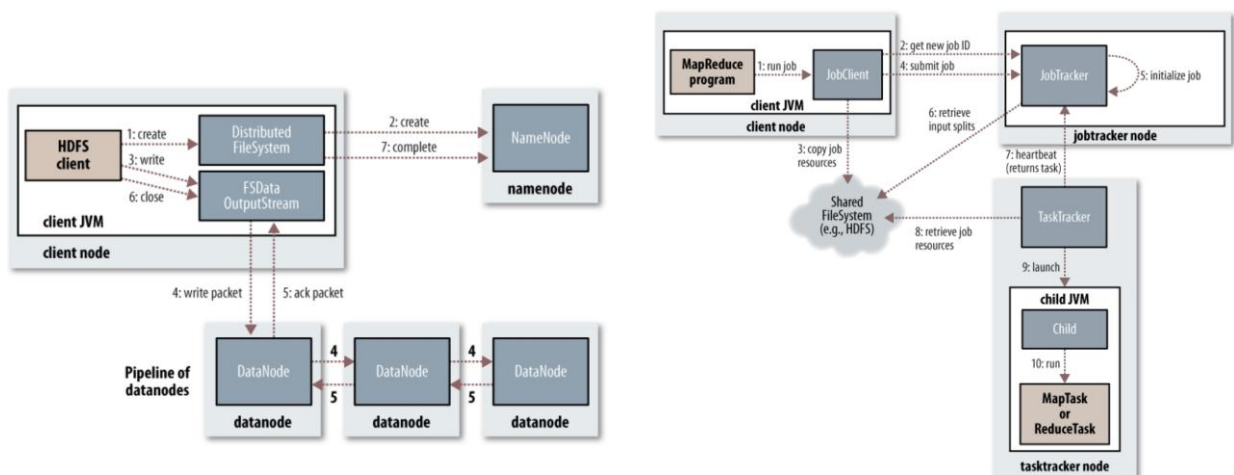 HDFS
client
1: create
3: write
6: close
Distributed
FileSystem
FSData
OutputStream
client JVM
client node
2: create
7: complete
NameNode
namenode
4: write packet
5: ack packet
Pipeline of
datanodes
DataNode
datanode
4
5
DataNode
datanode
4
5
DataNode
datanode
MapReduce
program
1: run job
JobClient
client JVM
client node
2: get new job ID
4: submit job
JobTracker
5: initialize job
jobtracker node
3: copy job
resources
6: retrieve
input splits
7: heartbeat
(returns task)
Shared
FileSystem
(e.g., HDFS)
8: retrieve job
resources
TaskTracker
9: launch
child JVM
Child
10: run
MapTask
or
ReduceTask
tasktracker node